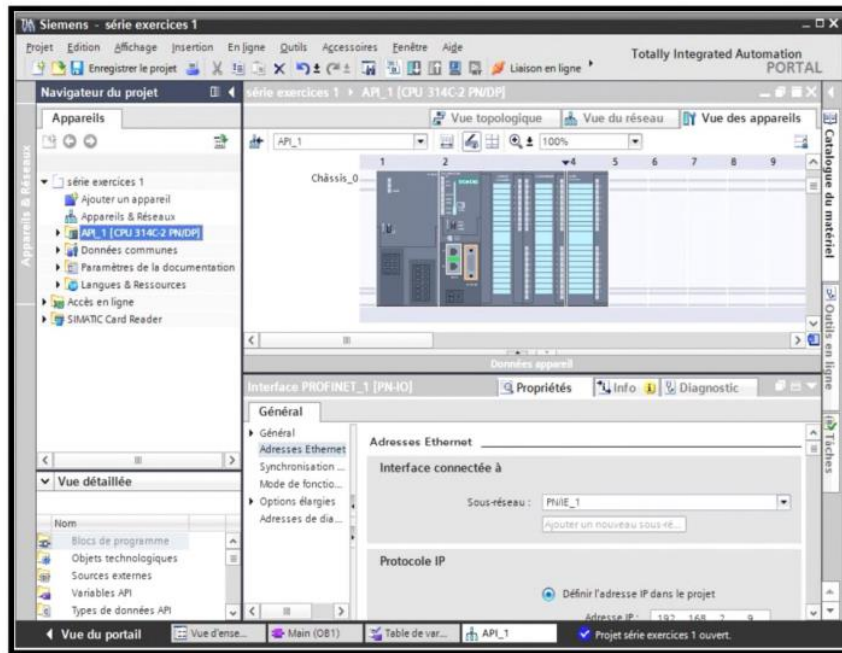 Siemens - série exercices 1
Projet Edition Affichage Insertion En ligne Outils Accessoires Fenêtre Aide
Totally Integrated Automation
PORTAL
Enregistrer le projet
Liaison en ligne
Navigateur du projet
Appareils
série exercices 1
Ajouter un appareil
Appareils & Réseaux
API_1 [CPU 314C-2 PN/DP]
Données communes
Paramètres de la documentation
Langues & Ressources
Accès en ligne
SIMATIC Card Reader
Vue détaillée
Nom
Blocs de programme
Objets technologiques
Sources externes
Variables API
Types de données API
Appareils & Réseaux
série exercices 1 API_1 [CPU 314C-2 PN/DP]
Vue topologique Vue du réseau Vue des appareils
API_1 100%
1 2 4 5 6 7 8 9
Châssis_0
Données appareil
Interface PROFINET_1 [PN-IO]
Propriétés Info Diagnostic
Général
Général
Adresses Ethernet
Synchronisation ...
Mode de fonctio...
Options élargies
Adresses de dia...
Adresses Ethernet
Interface connectée à
Sous-réseau : PN/IE_1
Ajouter un nouveau sous-ré...
Protocole IP
Définir l'adresse IP dans le projet
Adresse IP : 192 168 2 9
Catalogue du matériel
Outils en ligne
Tâches
Vue du portail
Vue d'ense...
Main (OB1)
Table de var...
API_1
Projet série exercices 1 ouvert.